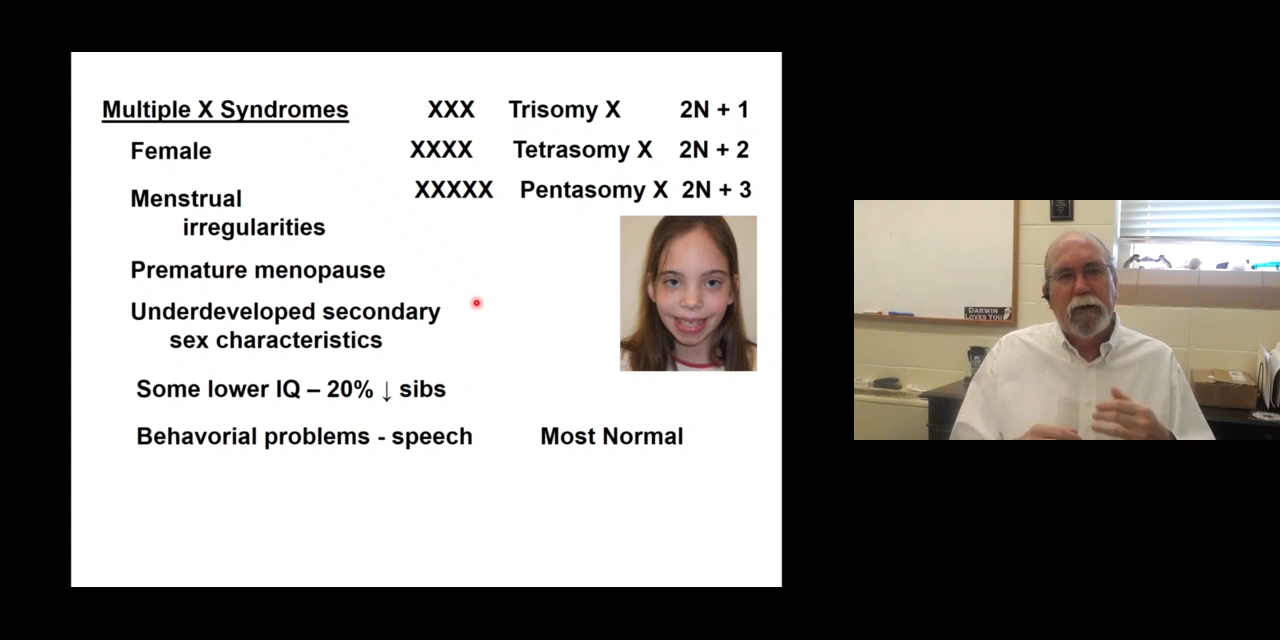 Multiple X Syndromes XXX Trisomy X 2N + 1
Female XXXX Tetrasomy X 2N + 2
XXXXX Pentasomy X 2N + 3
Menstrual
irregularities
Premature menopause
Underdeveloped secondary
sex characteristics
Some lower IQ – 20% ↓ sibs
Behavorial problems - speech Most Normal
DARWIN
LOVES YOU